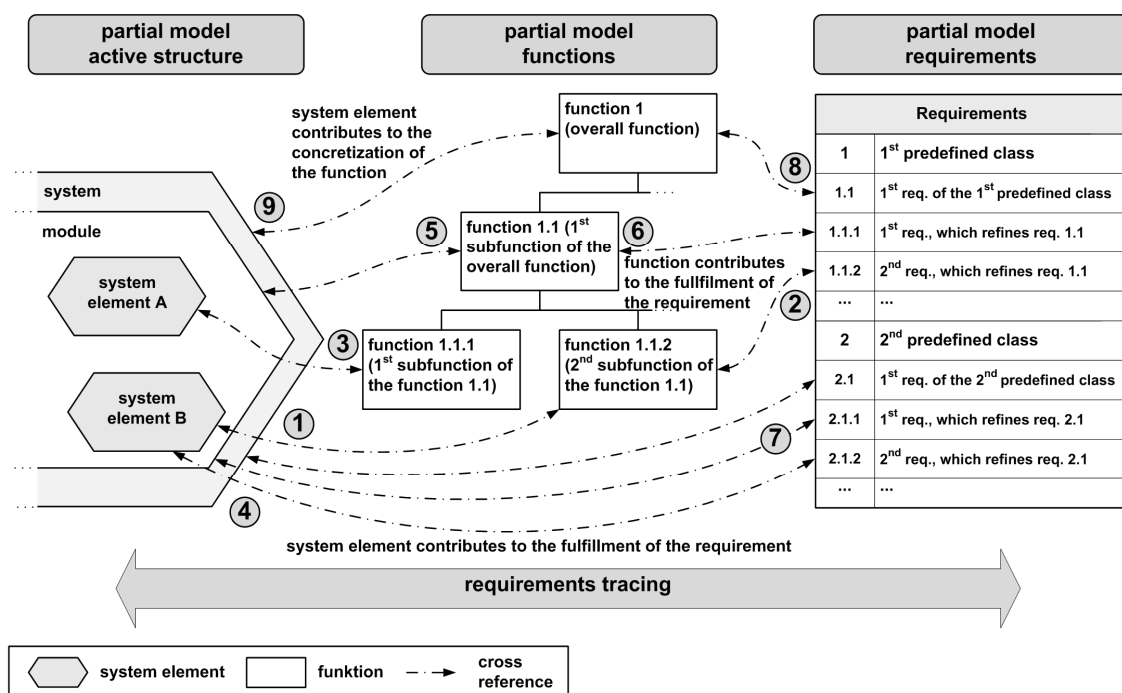 partial model
active structure
partial model
functions
partial model
requirements
system element
contributes to the
concretization of
the function
function 1
(overall function)
Requirements
1 1st predefined class
1.1 1st req. of the 1st predefined class
1.1.1 1st req., which refines req. 1.1
1.1.2 2nd req., which refines req. 1.1
... ...
2 2nd predefined class
2.1 1st req. of the 2nd predefined class
2.1.1 1st req., which refines req. 2.1
2.1.2 2nd req., which refines req. 2.1
... ...
8
system
9
module
5
function 1.1 (1st
subfunction of the
overall function)
6
function contributes
to the fullfilment of
the requirement
system
element A
2
3
function 1.1.1
(1st subfunction of
the function 1.1)
function 1.1.2
(2nd subfunction of
the function 1.1)
system
element B
1
7
4
system element contributes to the fulfillment of the requirement
requirements tracing
system element
funktion
cross
reference